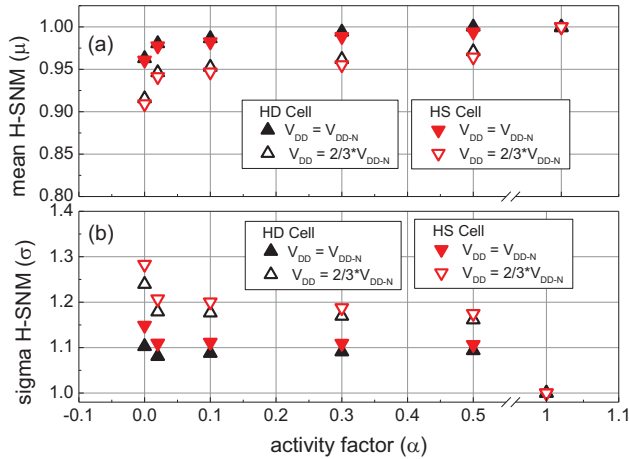 (a)
mean H-SNM (μ)
1.00
0.95
0.90
0.85
0.80
HD Cell
V_DD = V_DD-N
V_DD = 2/3*V_DD-N
HS Cell
V_DD = V_DD-N
V_DD = 2/3*V_DD-N
(b)
sigma H-SNM (σ)
1.4
1.3
1.2
1.1
1.0
HD Cell
V_DD = V_DD-N
V_DD = 2/3*V_DD-N
HS Cell
V_DD = V_DD-N
V_DD = 2/3*V_DD-N
-0.1 0.0 0.1 0.2 0.3 0.4 0.5 1 1.1
activity factor (α)